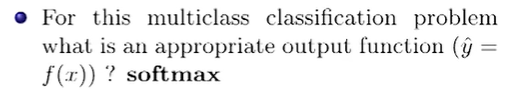 • For this multiclass classification problem
what is an appropriate output function (ŷ =
f(x)) ? softmax